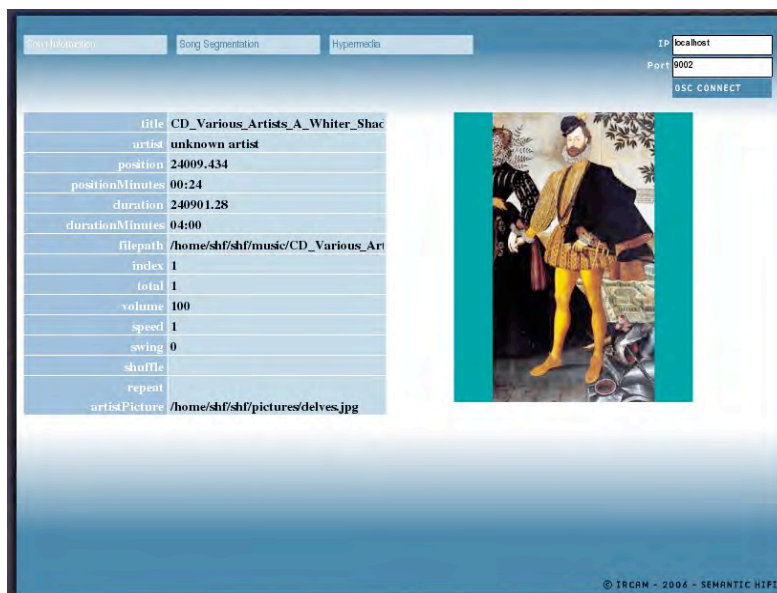 Song Information
Song Segmentation
Hypermedia
IP localhost
Port 9002
OSC CONNECT
title CD_Various_Artists_A_Whiter_Shac
artist unknown artist
position 24009.434
positionMinutes 00:24
duration 240901.28
durationMinutes 04:00
filepath /home/shf/shf/music/CD_Various_Art
index 1
total 1
volume 100
speed 1
swing 0
shuffle
repeat
artistPicture /home/shf/shf/pictures/delves.jpg
© IRCAM - 2006 - SEMANTIC HIFI